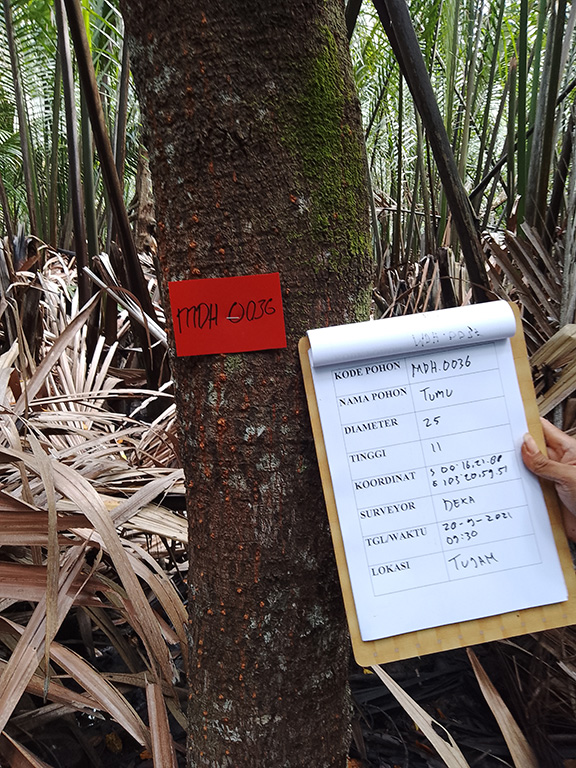 MDH 0036
KODE POHON MDH.0036
NAMA POHON TUMU
DIAMETER 25
TINGGI 11
KOORDINAT S 00°16.21.88
E 103°20.59.51
SURVEYOR DEKA
TGL/WAKTU 20-9-2021
09:30
LOKASI TUJAM